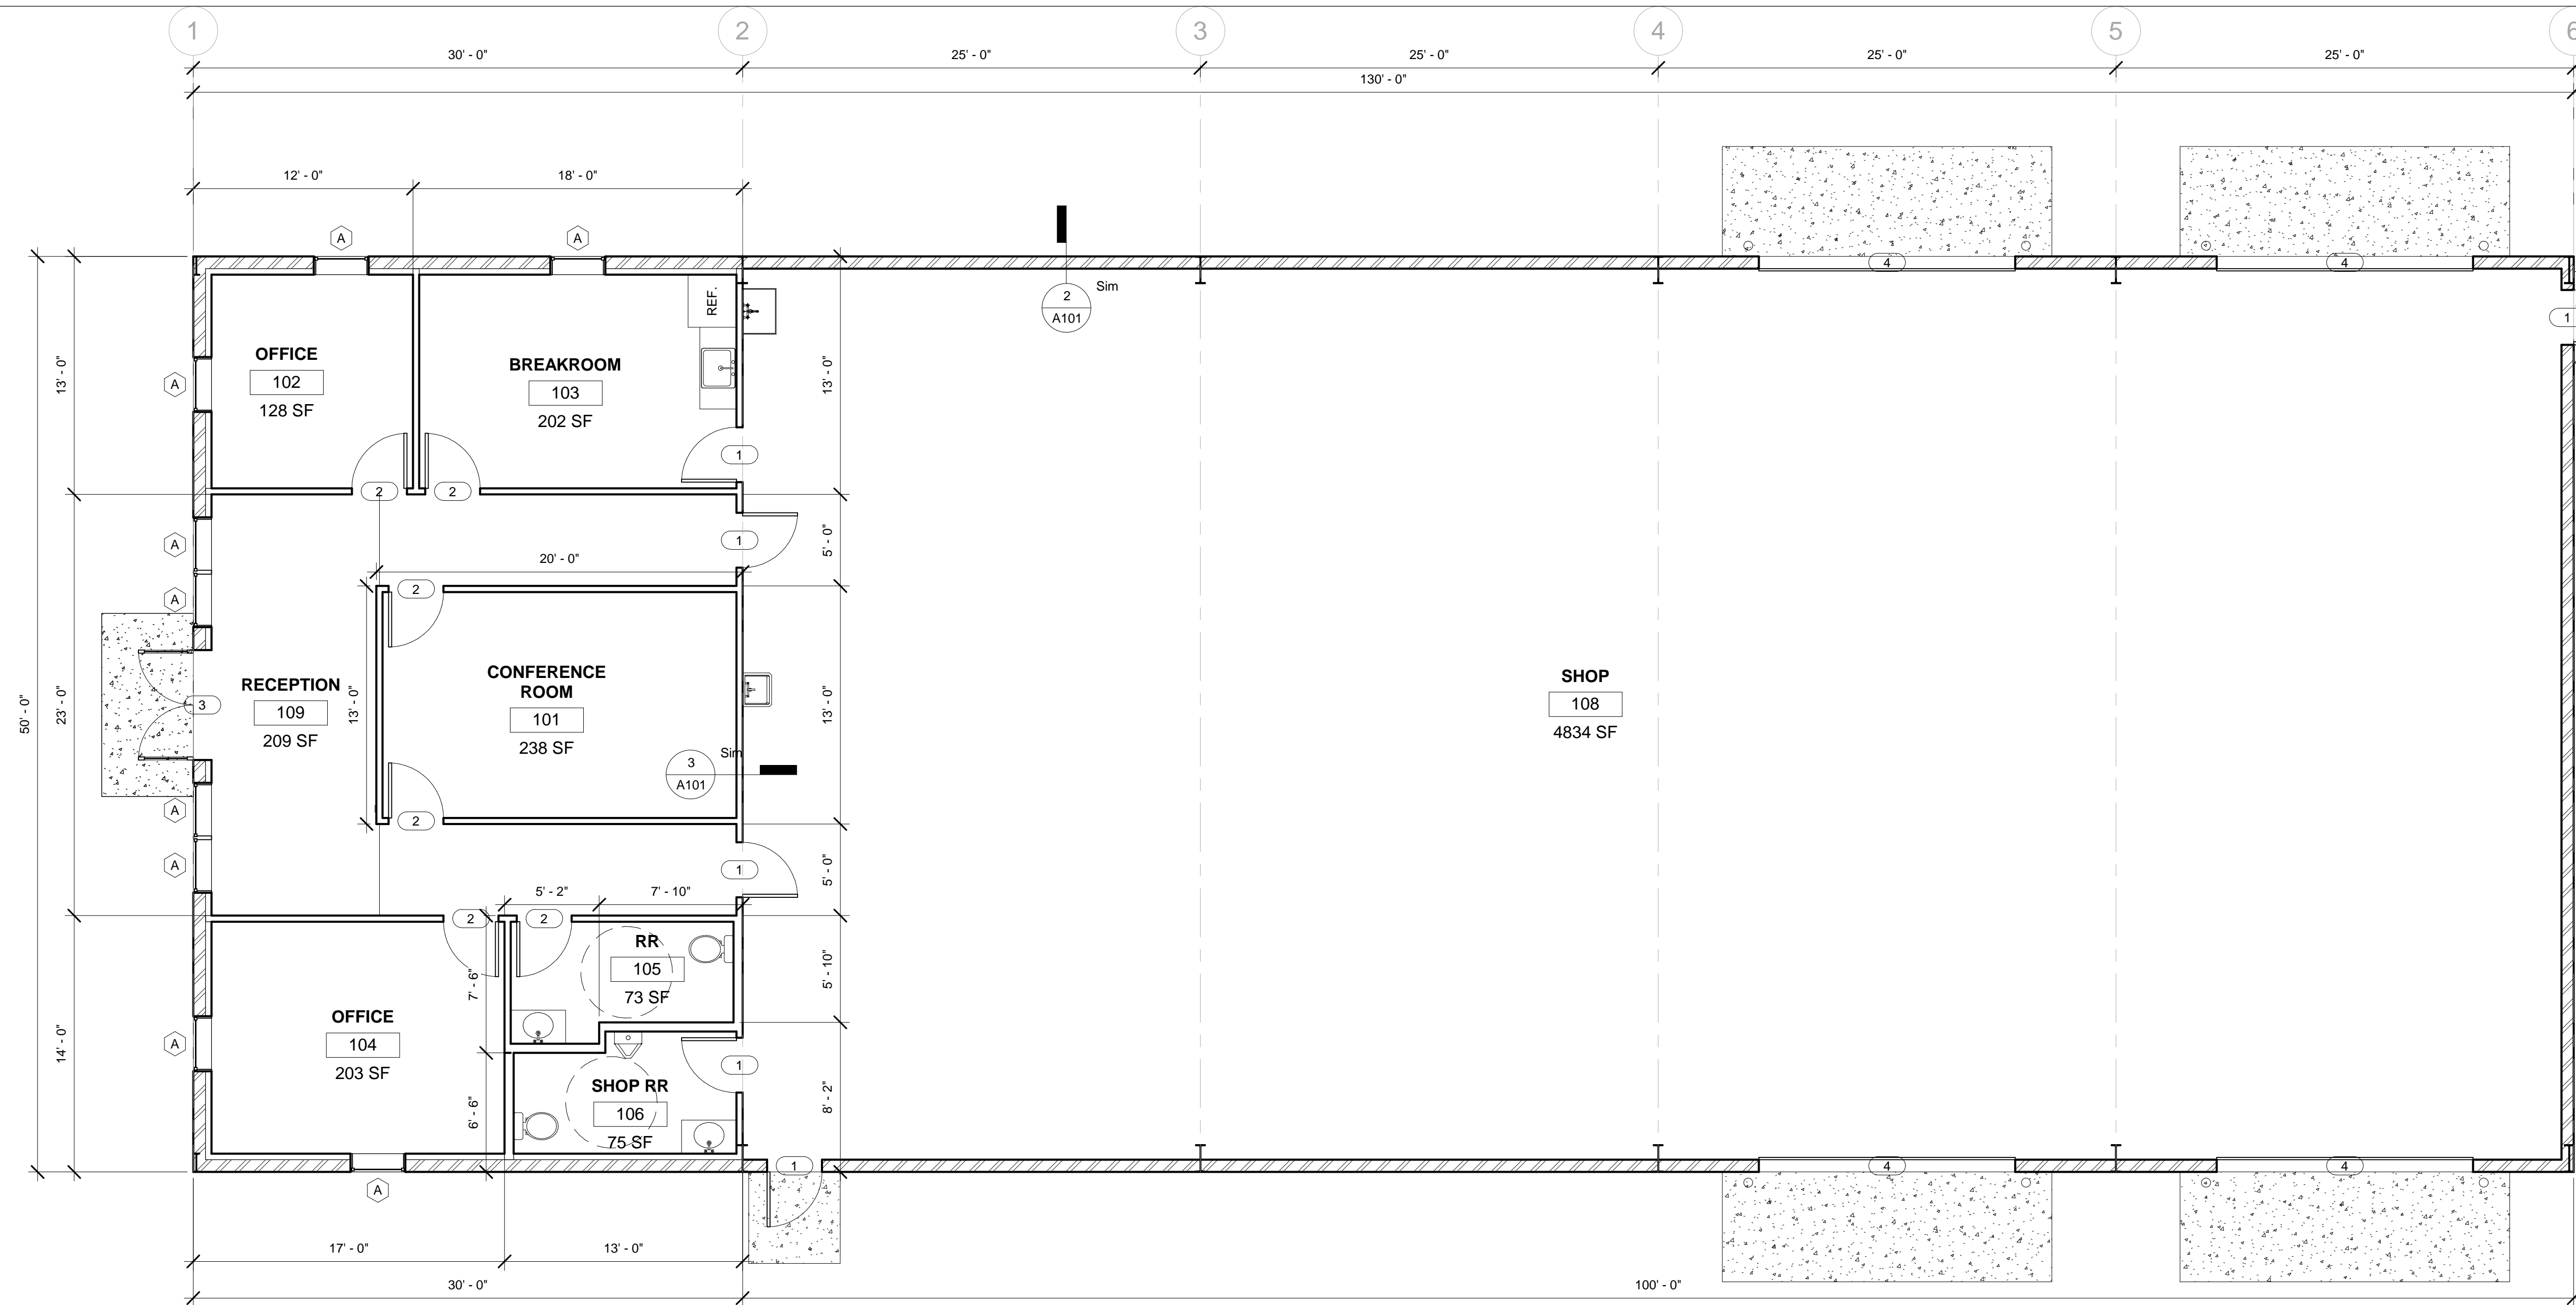 1
2
3
4
5
6
30' - 0"
25' - 0"
25' - 0"
25' - 0"
25' - 0"
130' - 0"
12' - 0"
18' - 0"
A
A
2
A101
Sim
4
4
1
REF.
OFFICE
102
128 SF
BREAKROOM
103
202 SF
13' - 0"
A
13' - 0"
1
2
2
A
1
5' - 0"
20' - 0"
2
A
CONFERENCE
ROOM
101
238 SF
RECEPTION
109
209 SF
3
13' - 0"
50' - 0"
23' - 0"
13' - 0"
3
A101
Sim
SHOP
108
4834 SF
A
2
A
1
5' - 0"
5' - 2"
7' - 10"
2
2
RR
105
73 SF
7' - 6"
5' - 10"
OFFICE
104
203 SF
A
14' - 0"
1
SHOP RR
106
75 SF
6' - 6"
8' - 2"
1
4
4
A
17' - 0"
13' - 0"
30' - 0"
100' - 0"